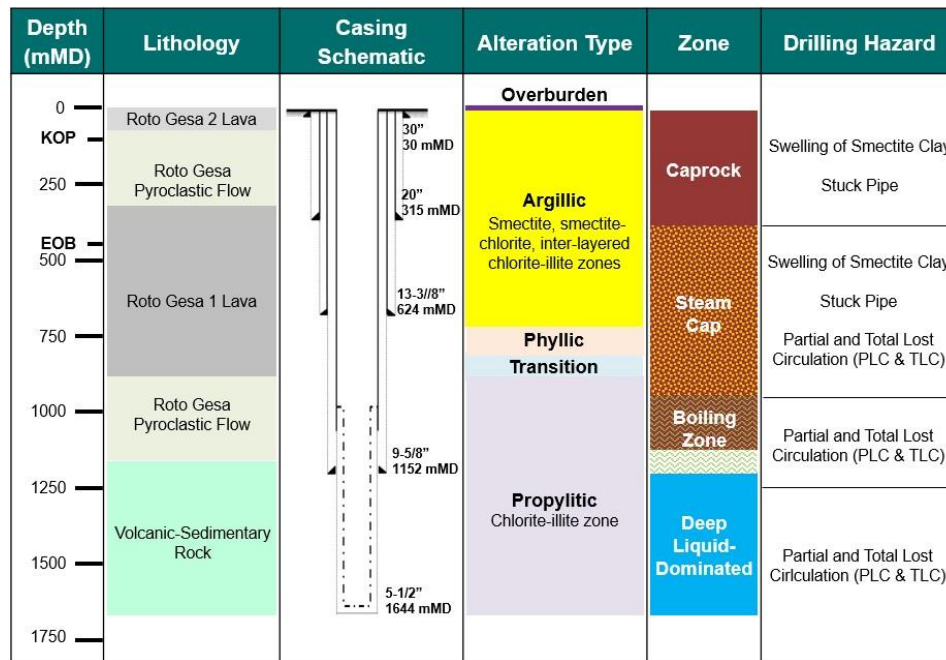 Depth
(mMD)
Lithology
Casing
Schematic
Alteration Type
Zone
Drilling Hazard
0
KOP
250
EOB
500
750
1000
1250
1500
1750
Roto Gesa 2 Lava
Roto Gesa
Pyroclastic Flow
Roto Gesa 1 Lava
Roto Gesa
Pyroclastic Flow
Volcanic-Sedimentary
Rock
30”
30 mMD
20”
315 mMD
13-3//8”
624 mMD
9-5/8”
1152 mMD
5-1/2”
1644 mMD
Overburden
Argillic
Smectite, smectite-
chlorite, inter-layered
chlorite-illite zones
Phyllic
Transition
Propylitic
Chlorite-illite zone
Caprock
Steam
Cap
Boiling
Zone
Deep
Liquid-
Dominated
Swelling of Smectite Clay
Stuck Pipe
Swelling of Smectite Clay
Stuck Pipe
Partial and Total Lost
Circulation (PLC & TLC)
Partial and Total Lost
Circulation (PLC & TLC)
Partial and Total Lost
Cirlculation (PLC & TLC)